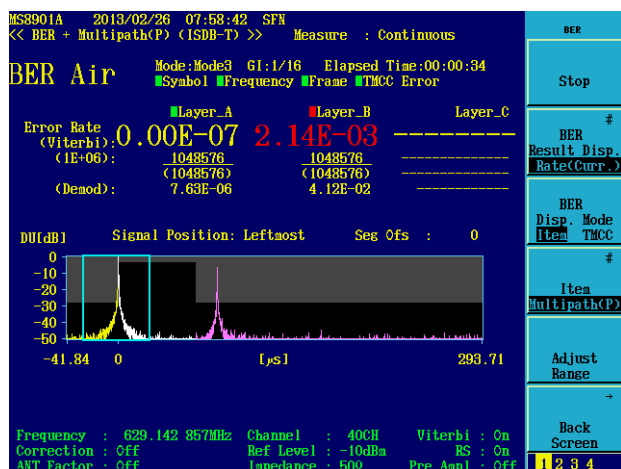 MS8901A 2013/02/26 07:58:42 SFN
<< BER + Multipath(P) (ISDB-T) >> Measure : Continuous
BER Air
Mode:Mode3 GI:1/16 Elapsed Time:00:00:34
Symbol Frequency Frame TMCC Error
Layer_A Layer_B Layer_C
Error Rate
(Viterbi): 0.00E-07 2.14E-03 ----------
(1E+06): 1048576 1048576 --------------
(1048576) (1048576) --------------
(Demod): 7.63E-06 4.12E-02 --------------
DU[dB] Signal Position: Leftmost Seg Ofs : 0
0
-10
-20
-30
-40
-50
-41.84 0 [μS] 293.71
Frequency : 629.142 857MHz Channel : 40CH Viterbi : On
Correction : Off Ref Level : -10dBm RS : On
ANT Factor : Off Impedance : 50Ω Pre Ampl : Off
BER
Stop
#
BER
Result Disp.
Rate(Curr.)
BER
Disp. Mode
Item TMCC
#
Item
Multipath(P)
Adjust
Range
→
Back
Screen
1 2 3 4